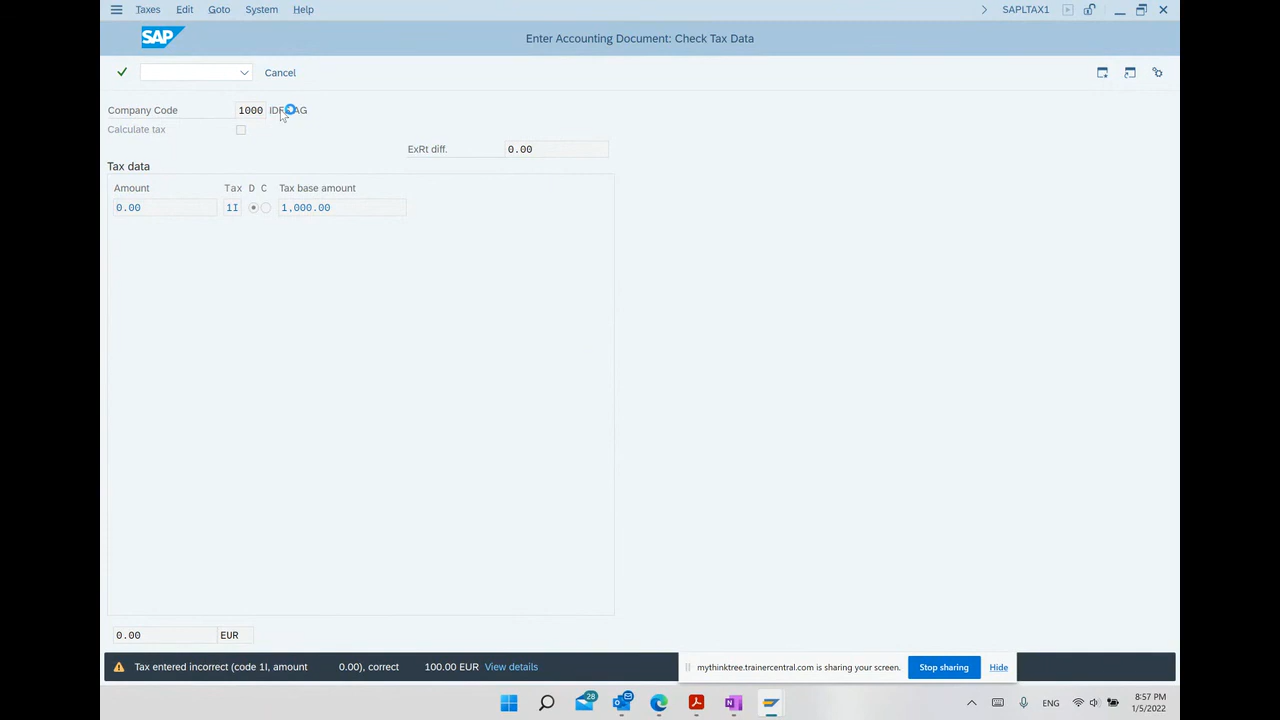 Taxes Edit Goto System Help SAPLTAX1
SAP Enter Accounting Document: Check Tax Data
Cancel
Company Code 1000
Calculate tax
ExRt diff. 0.00
Tax data
Amount Tax D C Tax base amount
0.00 1I 1,000.00
0.00 EUR
Tax entered incorrect (code 1I, amount 0.00), correct 100.00 EUR View details
mythinktree.trainercentral.com is sharing your screen. Stop sharing Hide
28
ENG
8:57 PM
1/5/2022